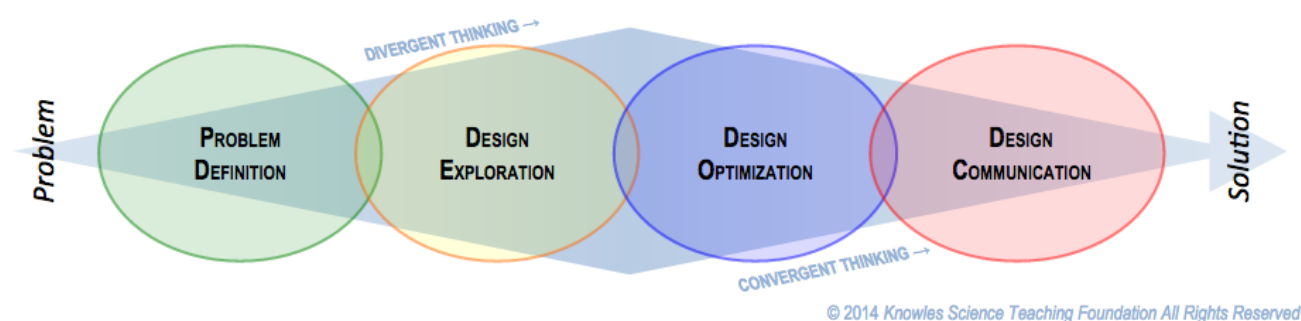 DIVERGENT THINKING →
Problem
PROBLEM
DEFINITION
DESIGN
EXPLORATION
DESIGN
OPTIMIZATION
DESIGN
COMMUNICATION
Solution
CONVERGENT THINKING →
© 2014 Knowles Science Teaching Foundation All Rights Reserved